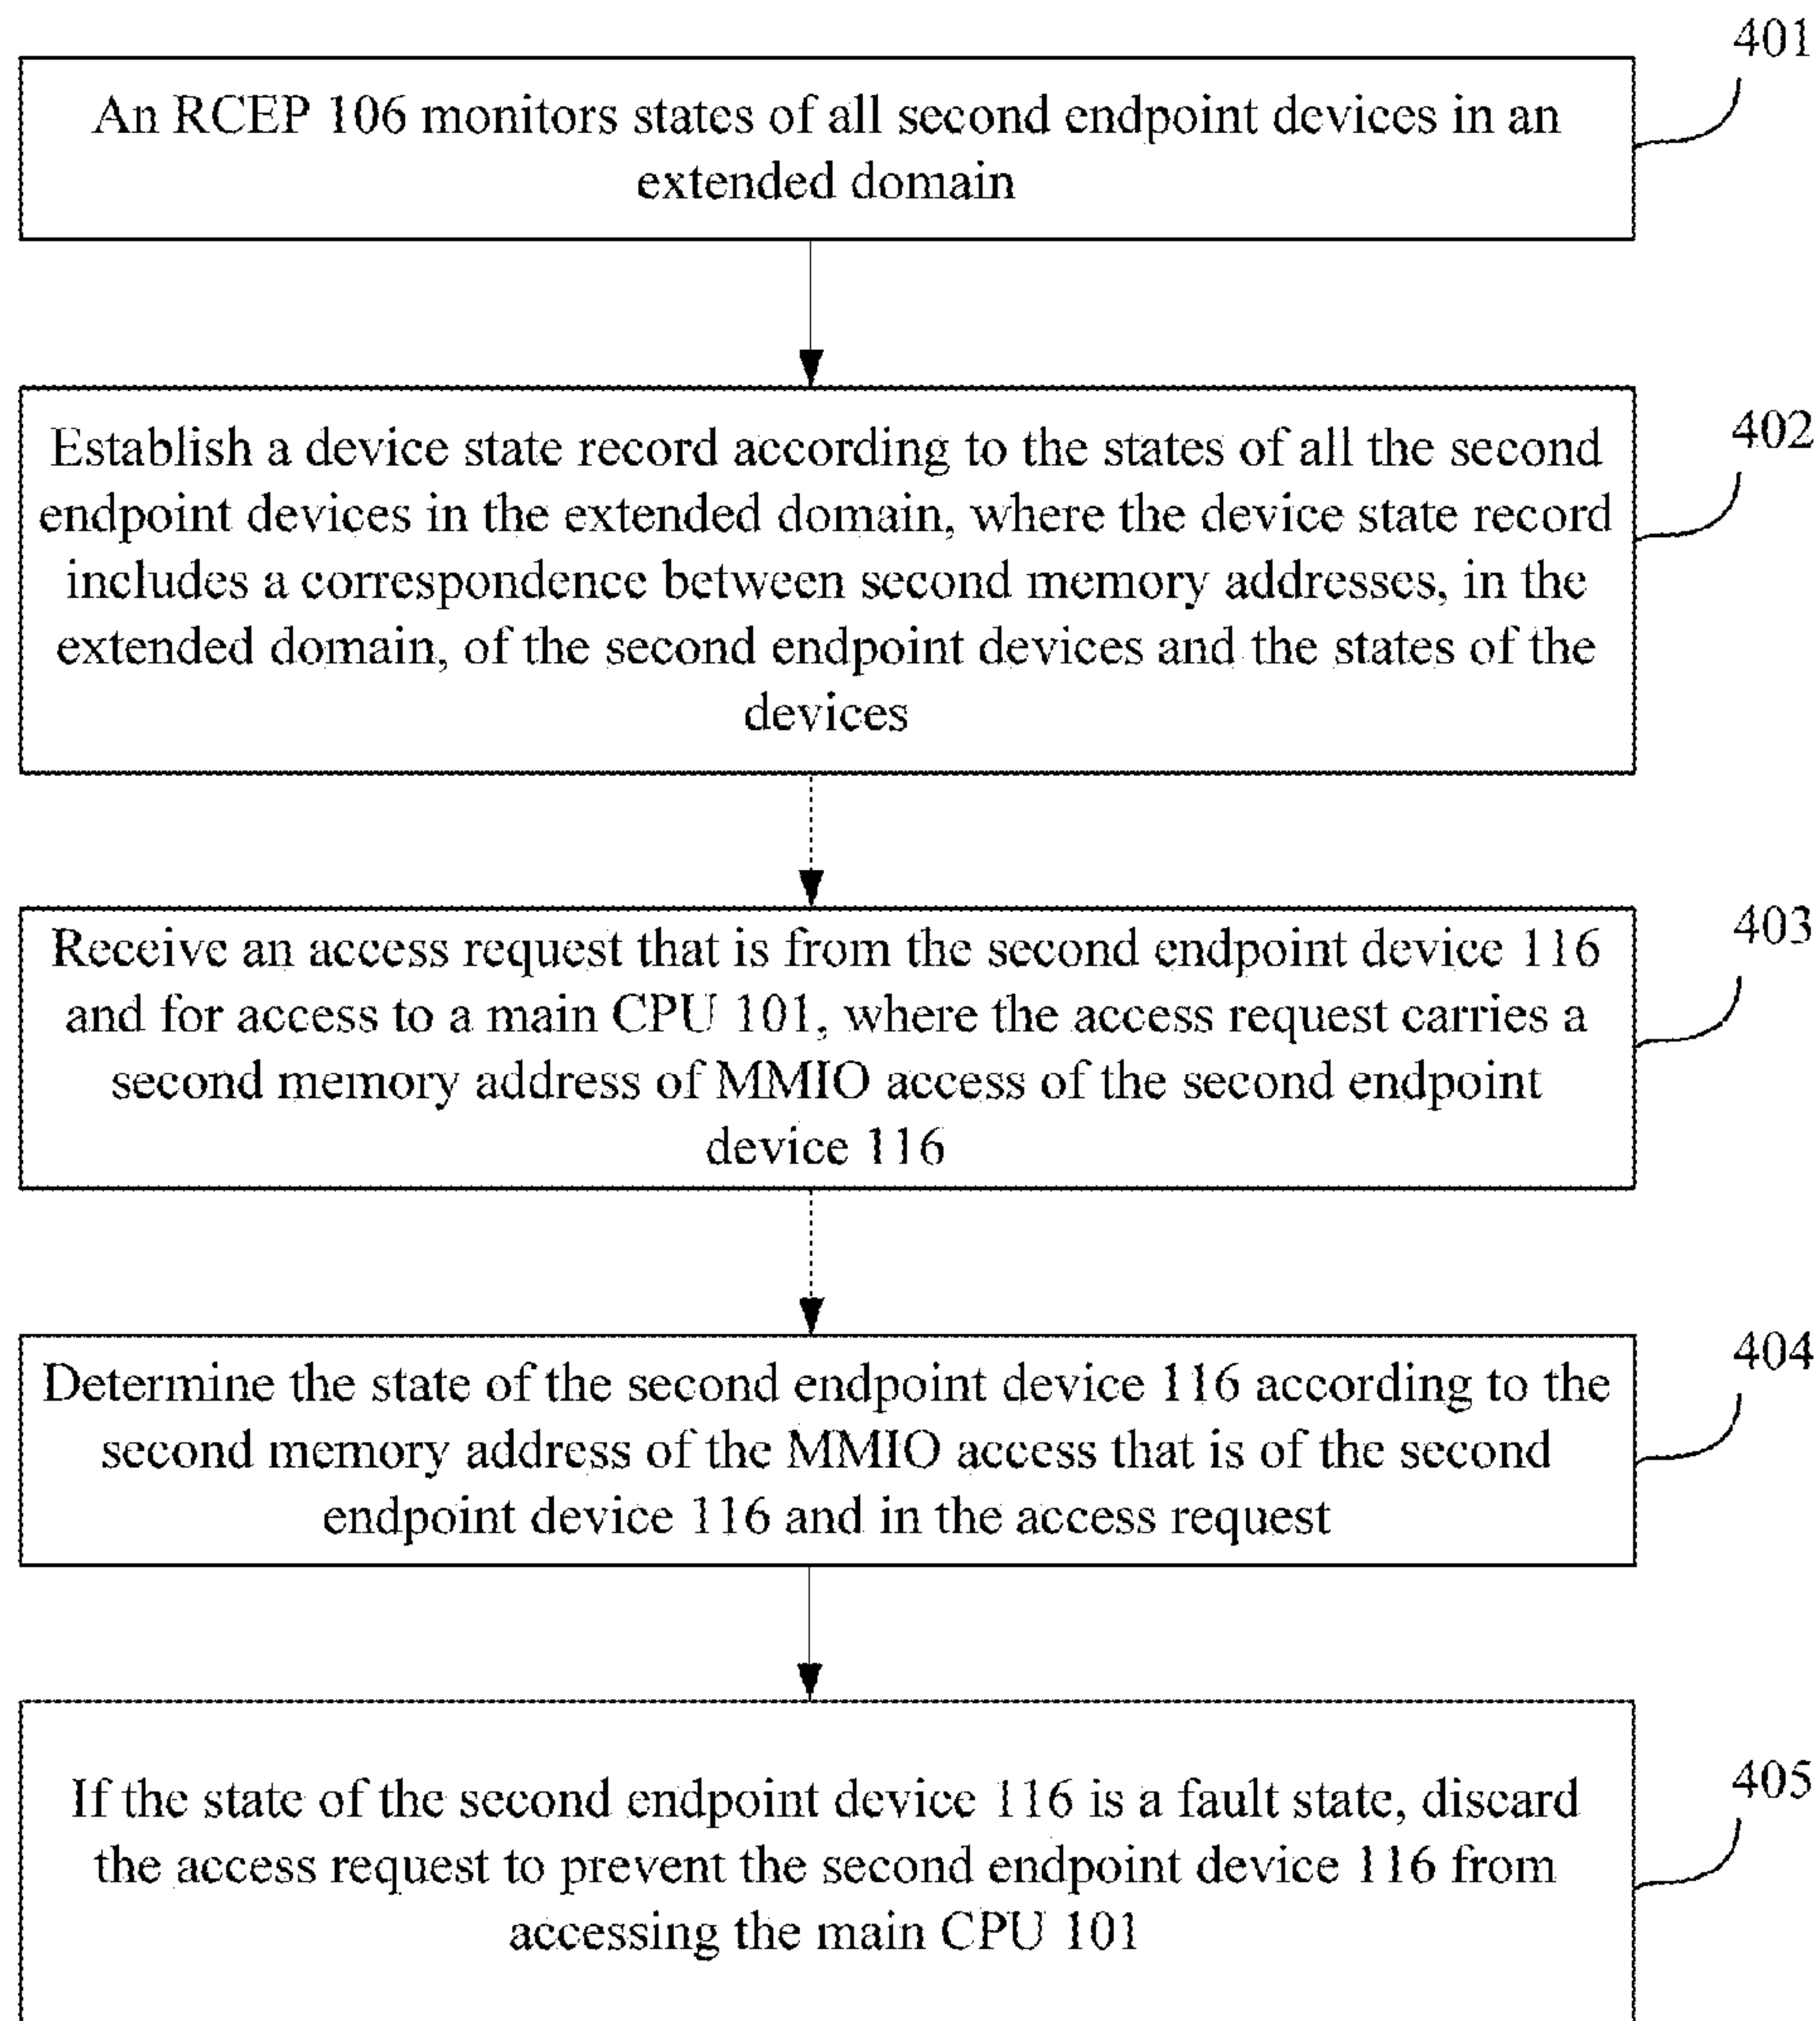 401
An RCEP 106 monitors states of all second endpoint devices in an
extended domain
402
Establish a device state record according to the states of all the second
endpoint devices in the extended domain, where the device state record
includes a correspondence between second memory addresses, in the
extended domain, of the second endpoint devices and the states of the
devices
403
Receive an access request that is from the second endpoint device 116
and for access to a main CPU 101, where the access request carries a
second memory address of MMIO access of the second endpoint
device 116
404
Determine the state of the second endpoint device 116 according to the
second memory address of the MMIO access that is of the second
endpoint device 116 and in the access request
405
If the state of the second endpoint device 116 is a fault state, discard
the access request to prevent the second endpoint device 116 from
accessing the main CPU 101